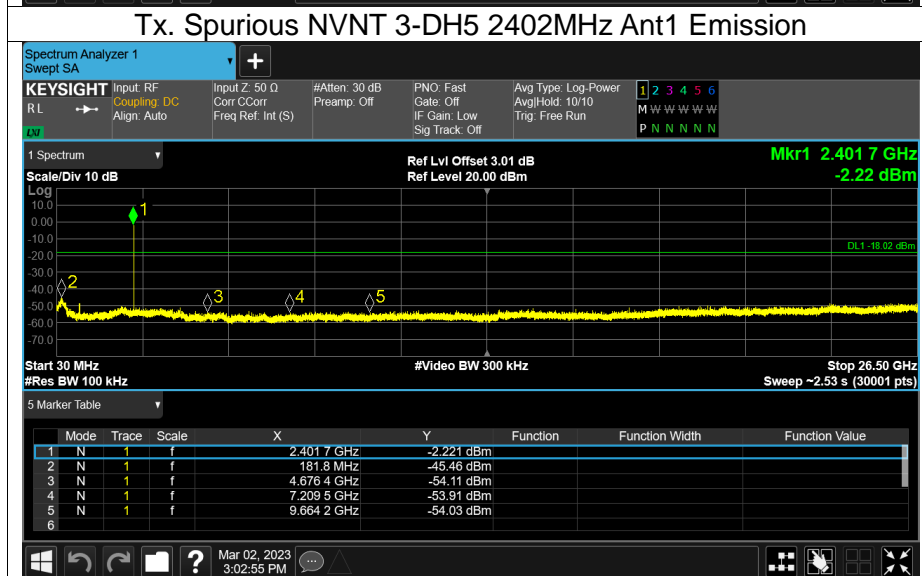 Tx. Spurious NVNT 3-DH5 2402MHz Ant1 Emission
Spectrum Analyzer 1
Swept SA
+
KEYSIGHT Input: RF Input Z: 50 Ω #Atten: 30 dB PNO: Fast Avg Type: Log-Power 1 2 3 4 5 6
RL Coupling: DC Corr CCorr Preamp: Off Gate: Off Avg|Hold: 10/10 M W W W W W
Align: Auto Freq Ref: Int (S) IF Gain: Low Trig: Free Run
LXI Sig Track: Off P N N N N N
1 Spectrum Ref Lvl Offset 3.01 dB Mkr1 2.401 7 GHz
Scale/Div 10 dB Ref Level 20.00 dBm -2.22 dBm
Log
10.0
0.00
-10.0
-20.0
-30.0
-40.0
-50.0
-60.0
-70.0
1
DL1 -18.02 dBm
2
3
4
5
Start 30 MHz #Video BW 300 kHz Stop 26.50 GHz
#Res BW 100 kHz Sweep ~2.53 s (30001 pts)
5 Marker Table
Mode Trace Scale X Y Function Function Width Function Value
1 N 1 f 2.401 7 GHz -2.221 dBm
2 N 1 f 181.8 MHz -45.46 dBm
3 N 1 f 4.676 4 GHz -54.11 dBm
4 N 1 f 7.209 5 GHz -53.91 dBm
5 N 1 f 9.664 2 GHz -54.03 dBm
6
? Mar 02, 2023
3:02:55 PM